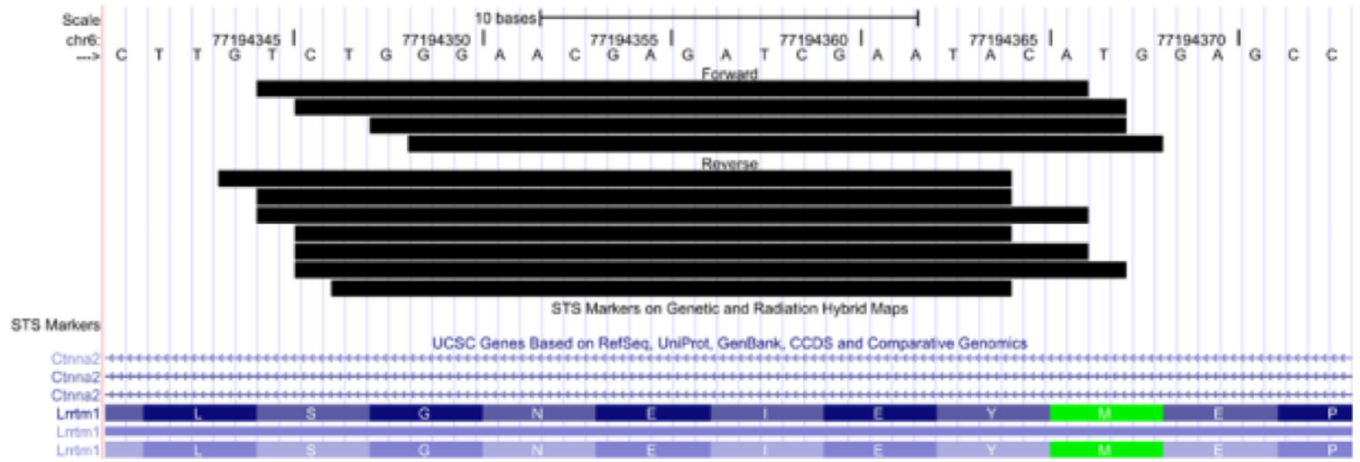 Scale 10 bases
chr6: 77194345 77194350 77194355 77194360 77194365 77194370
---> C T T G T C T G G G A A C G A G A T C G A A T A C A T G G A G C C
Forward
Reverse
STS Markers on Genetic and Radiation Hybrid Maps
STS Markers
UCSC Genes Based on RefSeq, UniProt, GenBank, CCDS and Comparative Genomics
Ctnna2
Ctnna2
Ctnna2
Lrrtm1 L S G N E I E Y M E P
Lrrtm1
Lrrtm1 L S G N E I E Y M E P